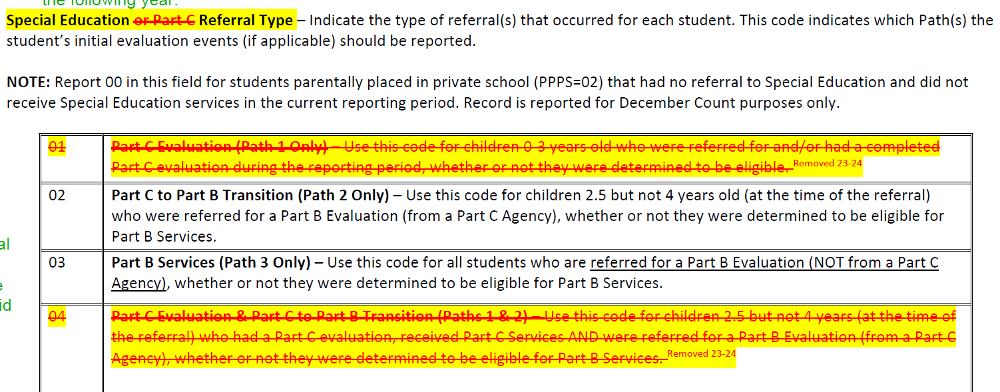 the following year.
Special Education or Part C Referral Type – Indicate the type of referral(s) that occurred for each student. This code indicates which Path(s) the
student’s initial evaluation events (if applicable) should be reported.
NOTE: Report 00 in this field for students parentally placed in private school (PPPS=02) that had no referral to Special Education and did not
receive Special Education services in the current reporting period. Record is reported for December Count purposes only.
01 Part C Evaluation (Path 1 Only) – Use this code for children 0-3 years old who were referred for and/or had a completed
Part C evaluation during the reporting period, whether or not they were determined to be eligible. Removed 23-24
02 Part C to Part B Transition (Path 2 Only) – Use this code for children 2.5 but not 4 years old (at the time of the referral)
who were referred for a Part B Evaluation (from a Part C Agency), whether or not they were determined to be eligible for
Part B Services.
al
03 Part B Services (Path 3 Only) – Use this code for all students who are referred for a Part B Evaluation (NOT from a Part C
Agency), whether or not they were determined to be eligible for Part B Services.
e
id
04 Part C Evaluation & Part C to Part B Transition (Paths 1 & 2) – Use this code for children 2.5 but not 4 years (at the time of
the referral) who had a Part C evaluation, received Part C Services AND were referred for a Part B Evaluation (from a Part C
Agency), whether or not they were determined to be eligible for Part B Services. Removed 23-24